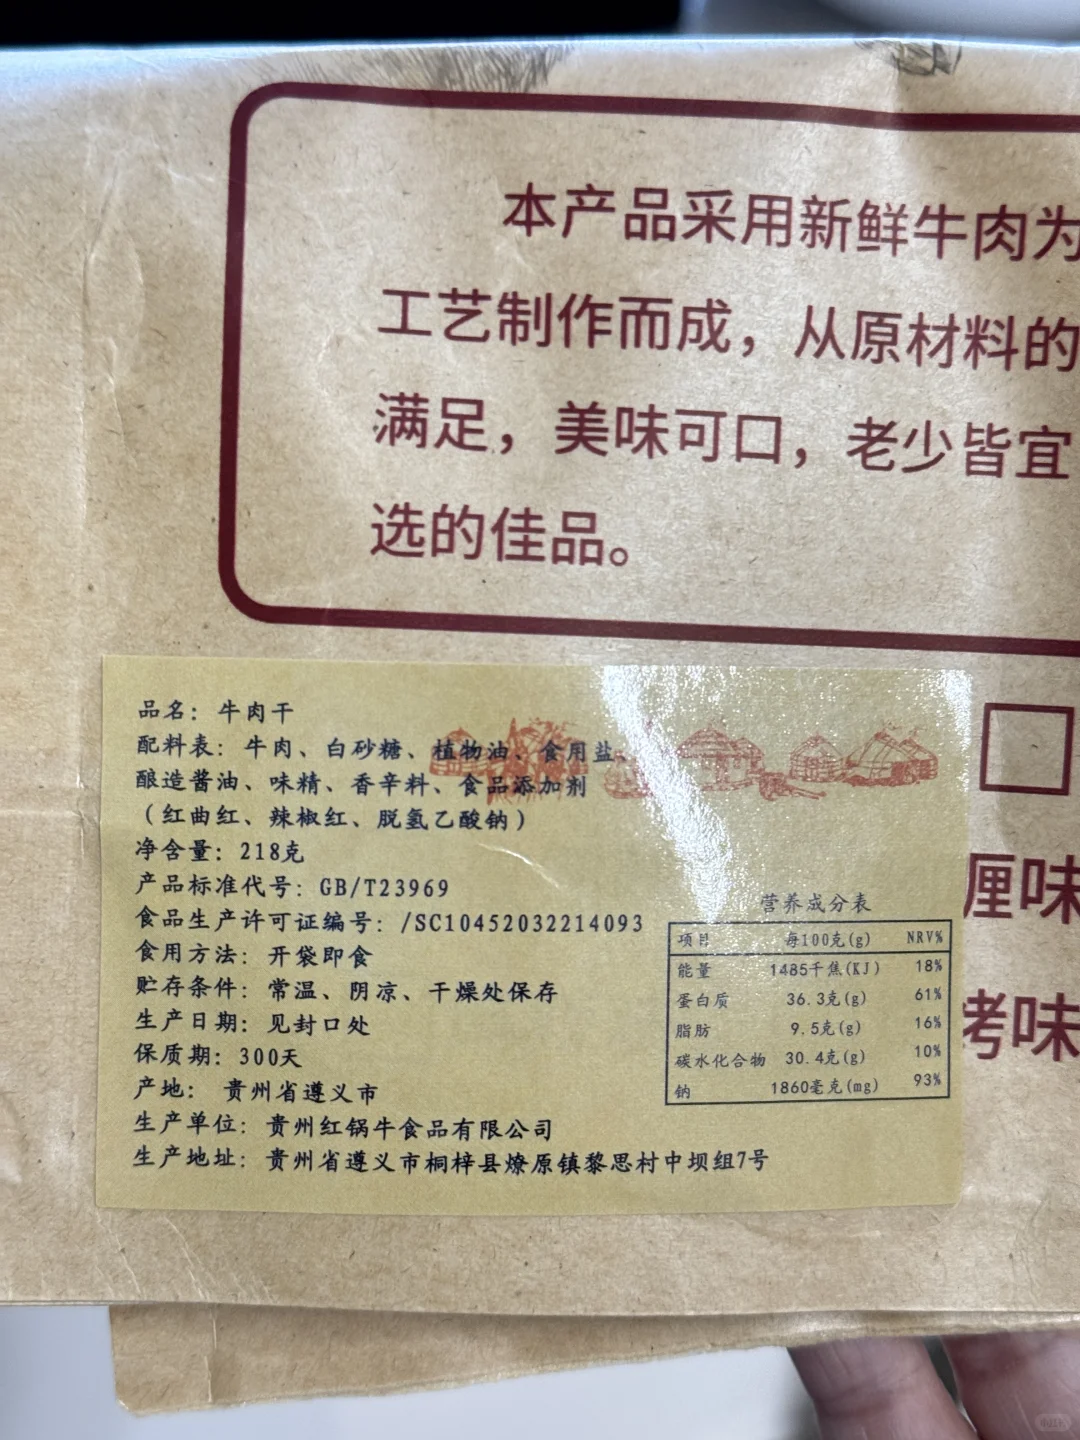 本产品采用新鲜牛肉为
工艺制作而成，从原材料的
满足，美味可口，老少皆宜
选的佳品。
品名：牛肉干
配料表：牛肉、白砂糖、植物油、食用盐、
酿造酱油、味精、香辛料、食品添加剂
（红曲红、辣椒红、脱氢乙酸钠）
净含量：218克
产品标准代号：GB/T23969
食品生产许可证编号：/SC10452032214093
食用方法：开袋即食
贮存条件：常温、阴凉、干燥处保存
生产日期：见封口处
保质期：300天
产地： 贵州省遵义市
生产单位：贵州红锅牛食品有限公司
生产地址：贵州省遵义市桐梓县燎原镇黎思村中坝组7号
营养成分表
项目 每100克(g) NRV%
能量 1485千焦(KJ) 18%
蛋白质 36.3克(g) 61%
脂肪 9.5克(g) 16%
碳水化合物 30.4克(g) 10%
钠 1860毫克(mg) 93%
味
烤味